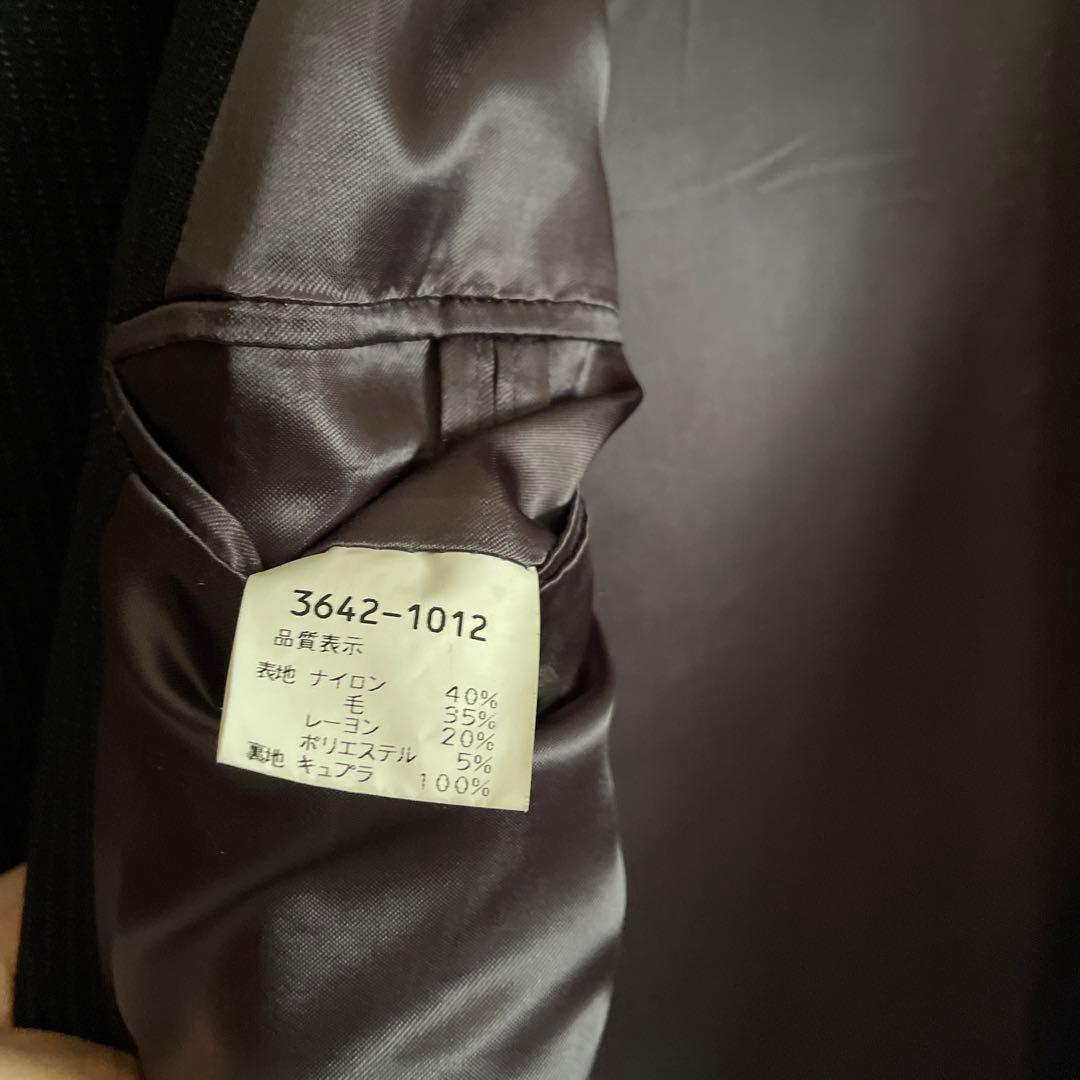 3642-1012
品質表示
表地 ナイロン 40%
毛 35%
レーヨン 20%
ポリエステル 5%
裏地 キュプラ 100%